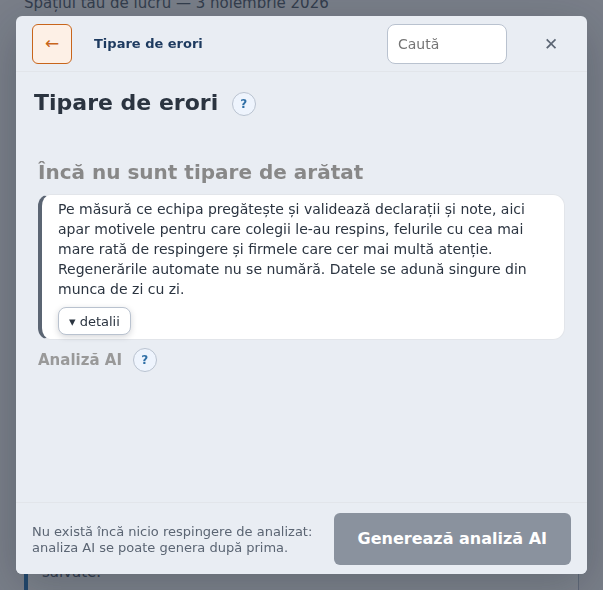 Spațiul tău de lucru — 3 noiembrie 2026
← Tipare de erori Caută ✕
Tipare de erori ?
Încă nu sunt tipare de arătat
Pe măsură ce echipa pregătește și validează declarații și note, aici
apar motivele pentru care colegii le-au respins, felurile cu cea mai
mare rată de respingere și firmele care cer mai multă atenție.
Regenerările automate nu se numără. Datele se adună singure din
munca de zi cu zi.
▾ detalii
Analiză AI ?
Nu există încă nicio respingere de analizat:
analiza AI se poate genera după prima.
Generează analiză AI
salvate.